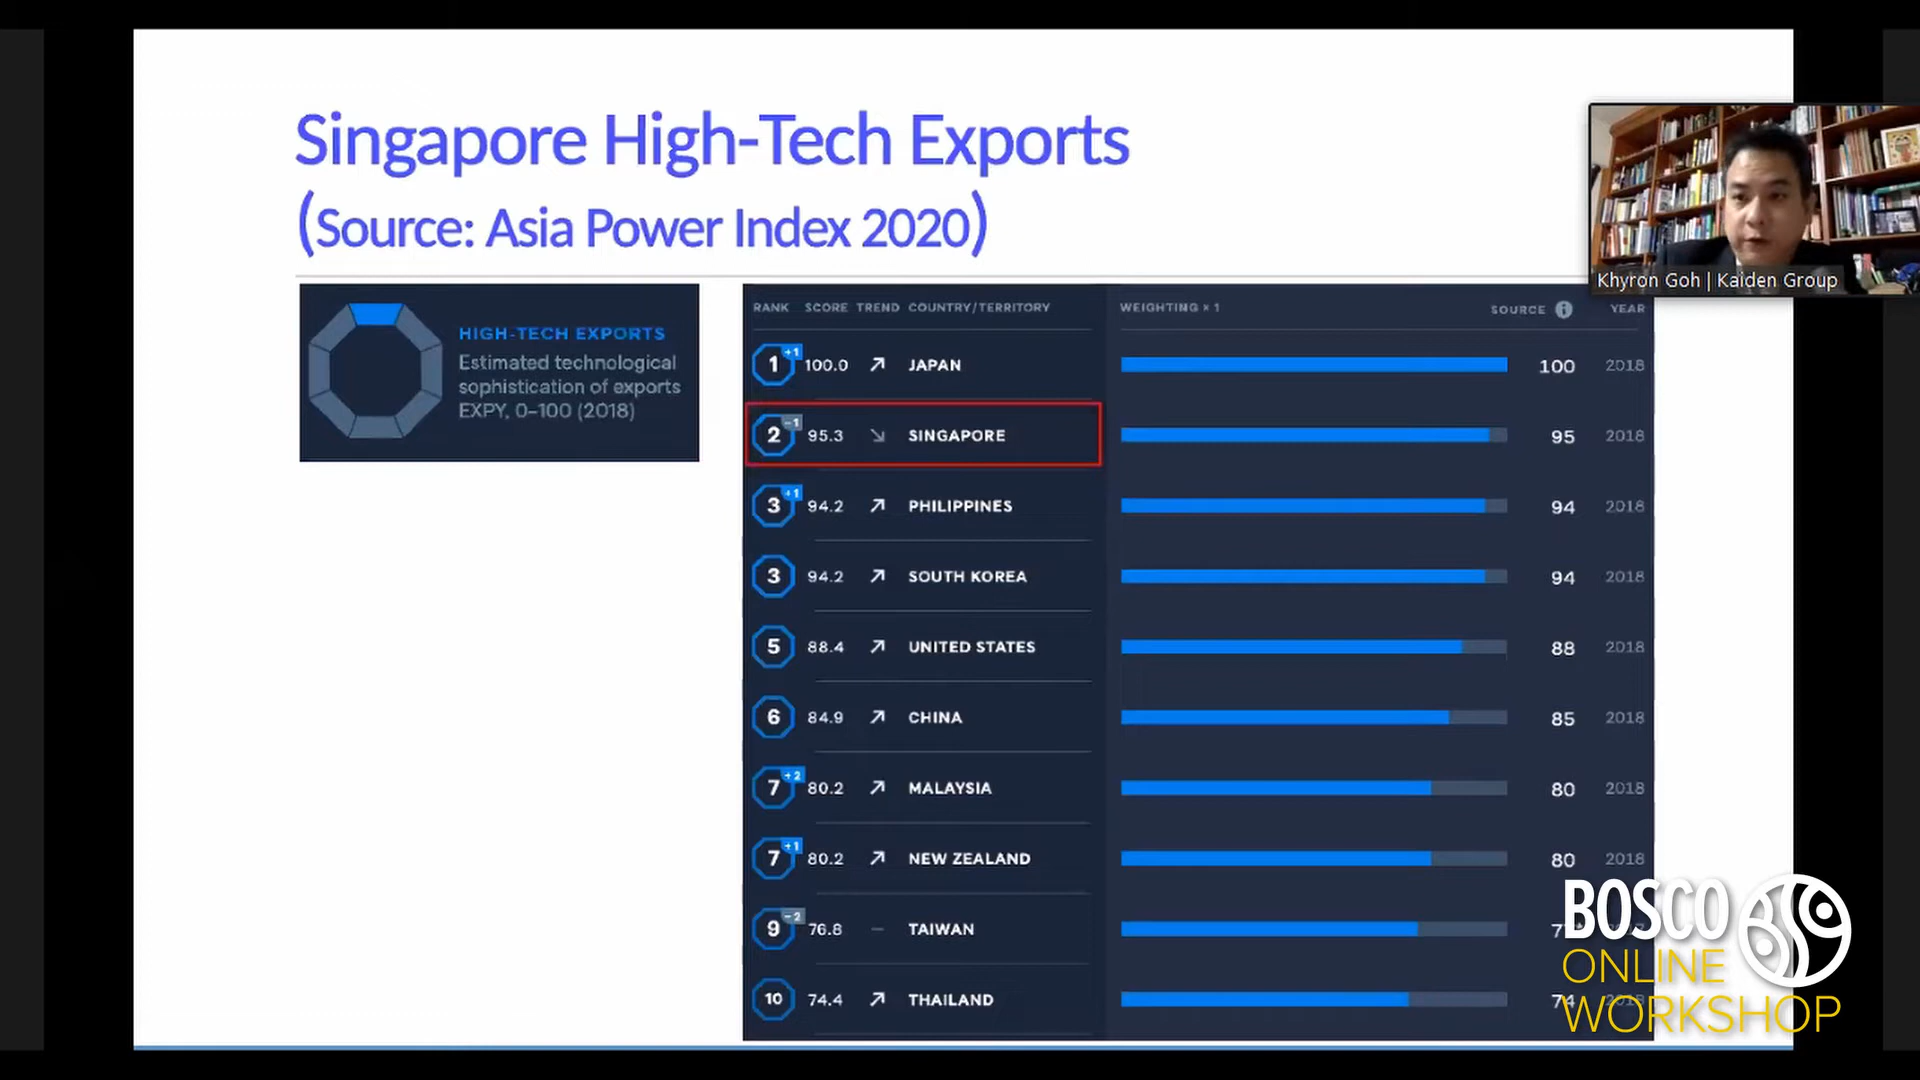 Singapore High-Tech Exports
(Source: Asia Power Index 2020)
Khyron Goh | Kaiden Group
HIGH-TECH EXPORTS
Estimated technological
sophistication of exports
EXPY, 0–100 (2018)
RANK SCORE TREND COUNTRY/TERRITORY WEIGHTING × 1 SOURCE i YEAR
1 +1 100.0 JAPAN 100 2018
2 −1 95.3 SINGAPORE 95 2018
3 +1 94.2 PHILIPPINES 94 2018
3 94.2 SOUTH KOREA 94 2018
5 88.4 UNITED STATES 88 2018
6 84.9 CHINA 85 2018
7 +2 80.2 MALAYSIA 80 2018
7 +1 80.2 NEW ZEALAND 80 2018
9 −2 76.8 TAIWAN
10 74.4 THAILAND 74 2018
BOSCO
ONLINE
WORKSHOP